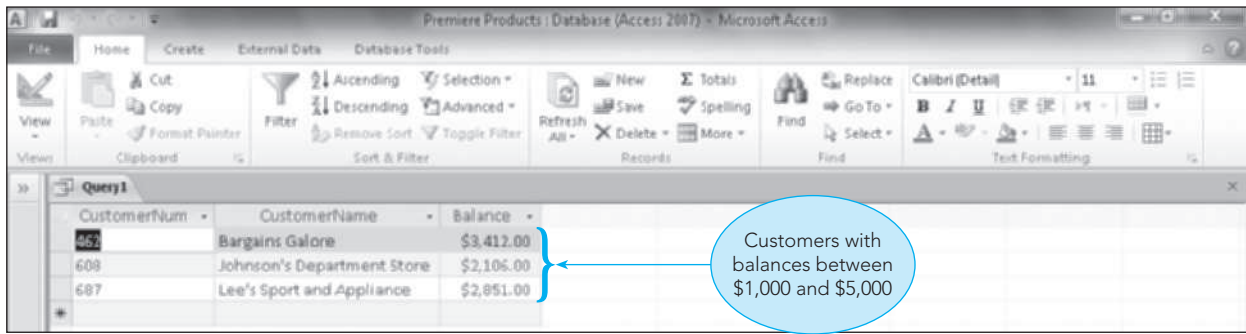 Premiere Products : Database (Access 2007) - Microsoft Access
File Home Create External Data Database Tools
View
Views
Paste
Cut
Copy
Format Painter
Clipboard
Filter
Ascending
Descending
Remove Sort
Selection
Advanced
Toggle Filter
Sort & Filter
Refresh All
New
Save
Delete
Σ Totals
Spelling
More
Records
Find
Replace
Go To
Select
Find
Calibri (Detail) 11
B I U
A
Text Formatting
Query1
CustomerNum CustomerName Balance
462 Bargains Galore $3,412.00
608 Johnson's Department Store $2,106.00
687 Lee's Sport and Appliance $2,851.00
Customers with
balances between
$1,000 and $5,000